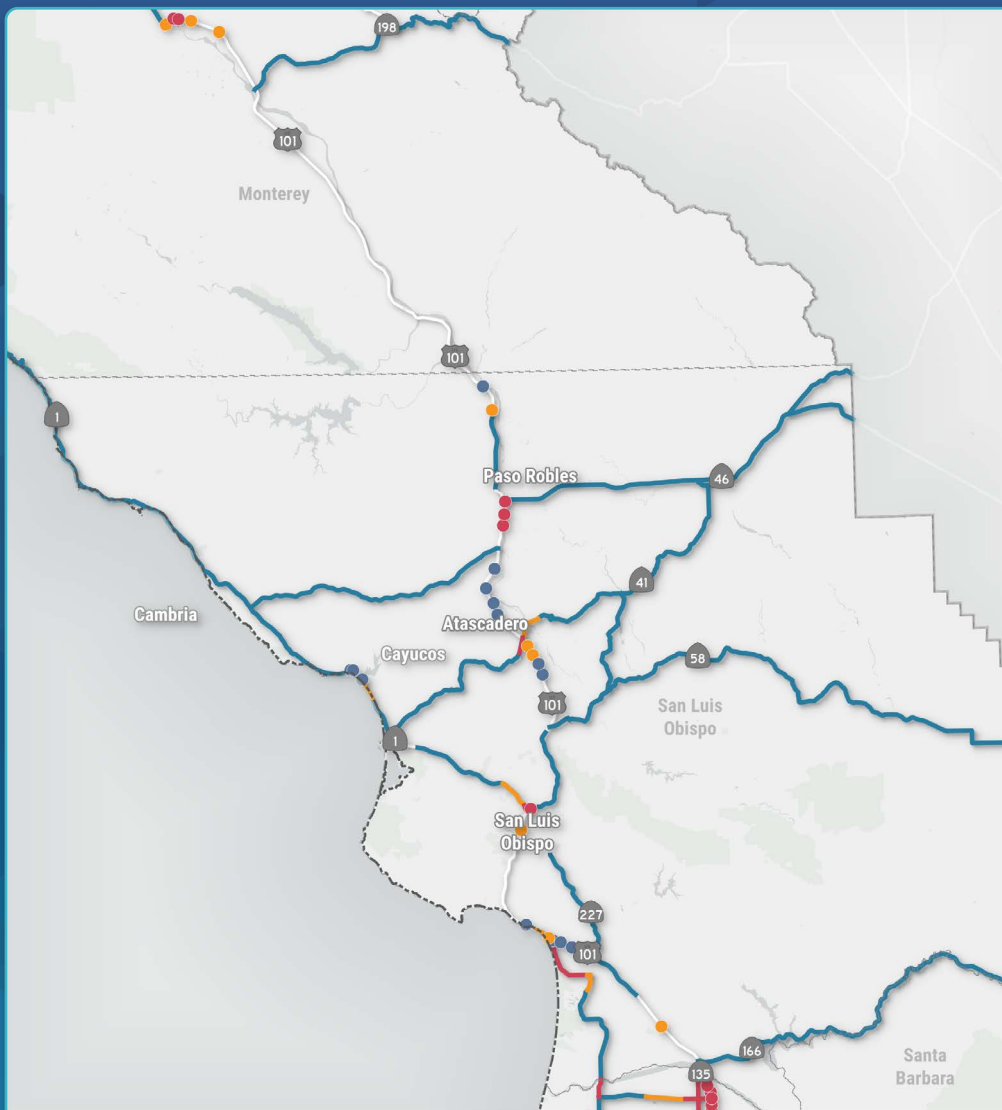 198
101
Monterey
101
1
Paso Robles
46
41
Cambria
Atascadero
Cayucos
58
101
San Luis
Obispo
1
San Luis
Obispo
227
101
166
Santa
Barbara
135